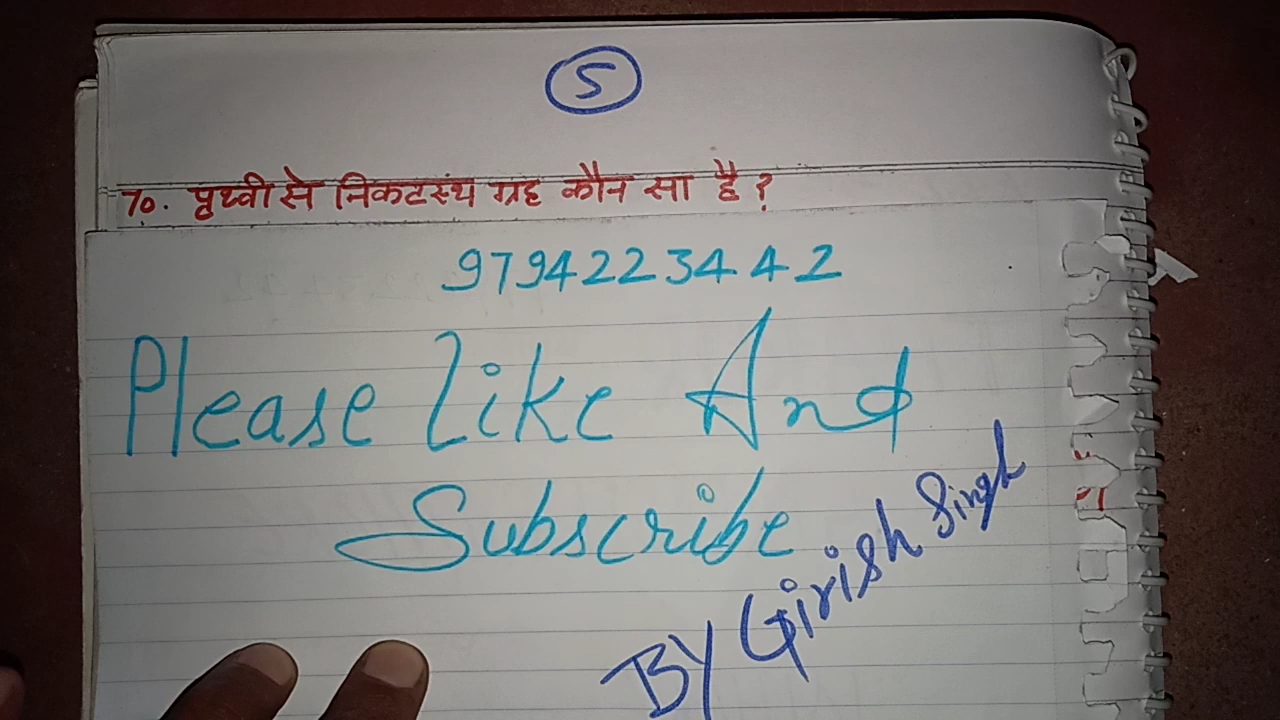 5
70. पृथ्वी से निकटस्थ ग्रह कौन सा है ?
9794223442
Please Like And
Subscribe
By Girish Singh